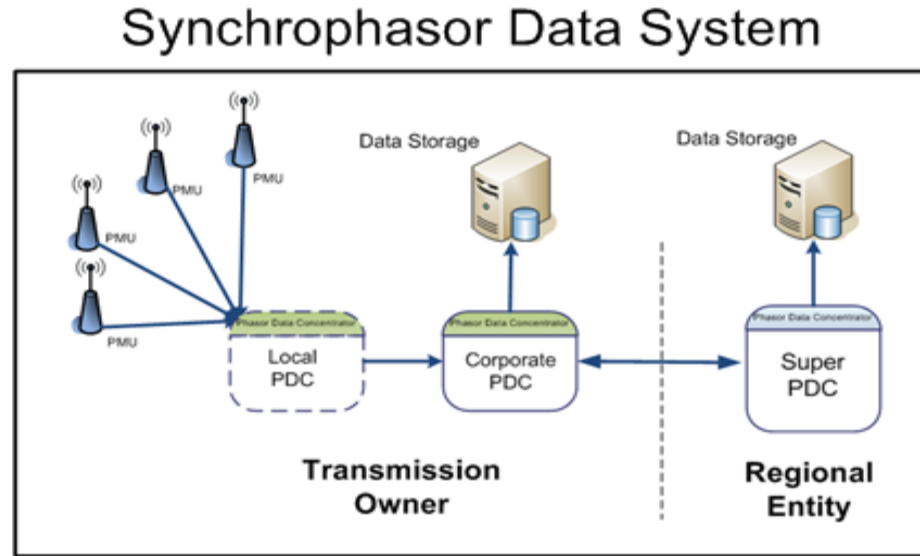 Synchrophasor Data System
PMU
PMU
PMU
PMU
Data Storage
Data Storage
Phasor Data Concentrator
Local
PDC
Phasor Data Concentrator
Corporate
PDC
Phasor Data Concentrator
Super
PDC
Transmission
Owner
Regional
Entity